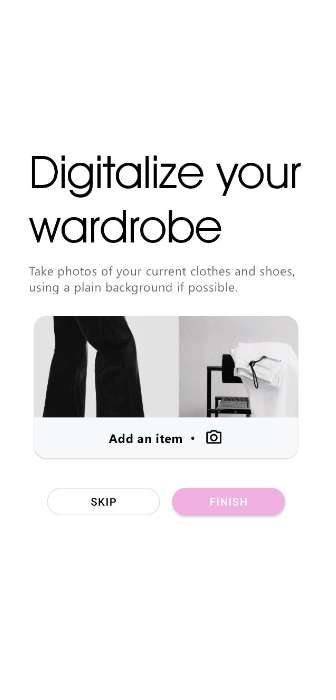 Digitalize your
wardrobe
Take photos of your current clothes and shoes,
using a plain background if possible.
Add an item •
SKIP
FINISH